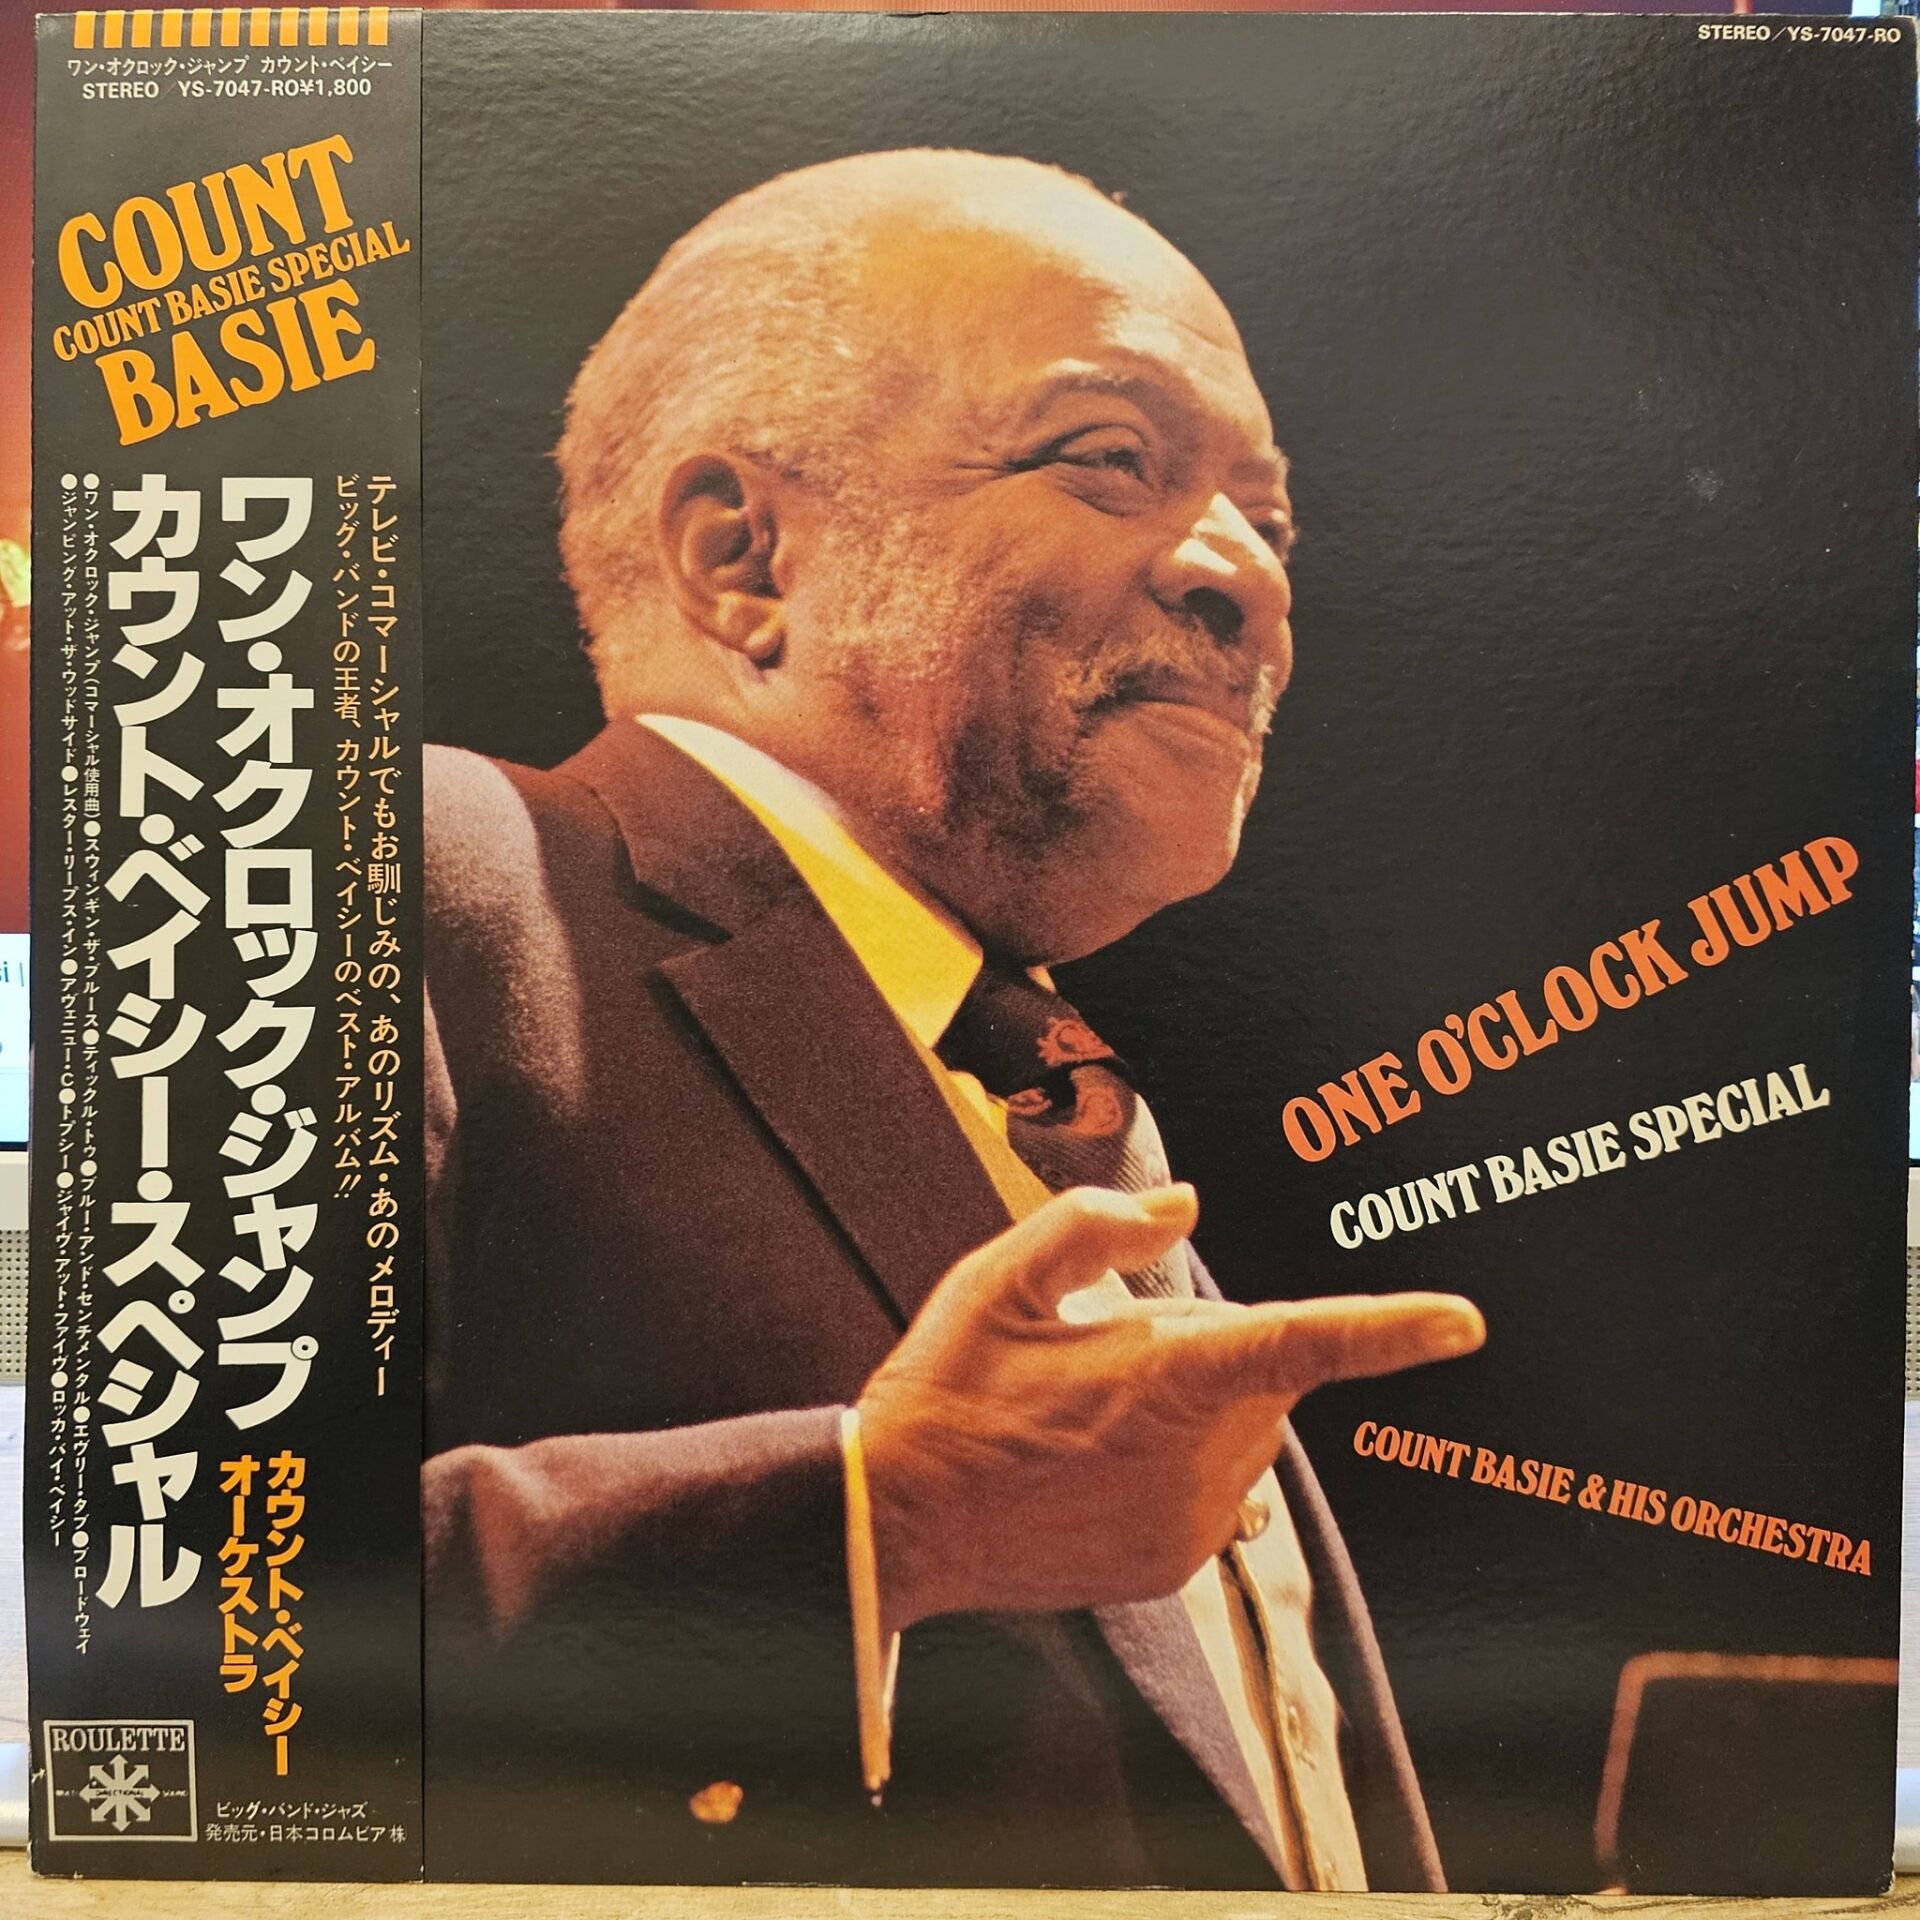 ワン・オクロック・ジャンプ カウント・ベイシー
STEREO/YS-7047-RO¥1,800
COUNT
COUNT BASIE SPECIAL
BASIE
テレビ・コマーシャルでもお馴じみの、あのリズム・あのメロディー
ビッグ・バンドの王者、カウント・ベイシーのベスト・アルバム!!
ワン・オクロック・ジャンプ
カウント・ベイシー・スペシャル
カウント・ベイシー
オーケストラ
●ワン・オクロック・ジャンプ(コマーシャル使用曲)●スウィンギン・ザ・ブルース●ティックル・トゥ●ブルー・アンド・センチメンタル●エヴリー・タブ●ブロードウェイ
●ジャンピング・アット・ザ・ウッドサイド●レスター・リープス・イン●アヴェニュー・C●トプシー●ジャイヴ・アット・ファイヴ●ロッカ・バイ・ベイシー
ROULETTE
MULTI DIRECTIONAL SOUND
ビッグ・バンド・ジャズ
発売元・日本コロムビア株
STEREO/YS-7047-RO
ONE O'CLOCK JUMP
COUNT BASIE SPECIAL
COUNT BASIE & HIS ORCHESTRA